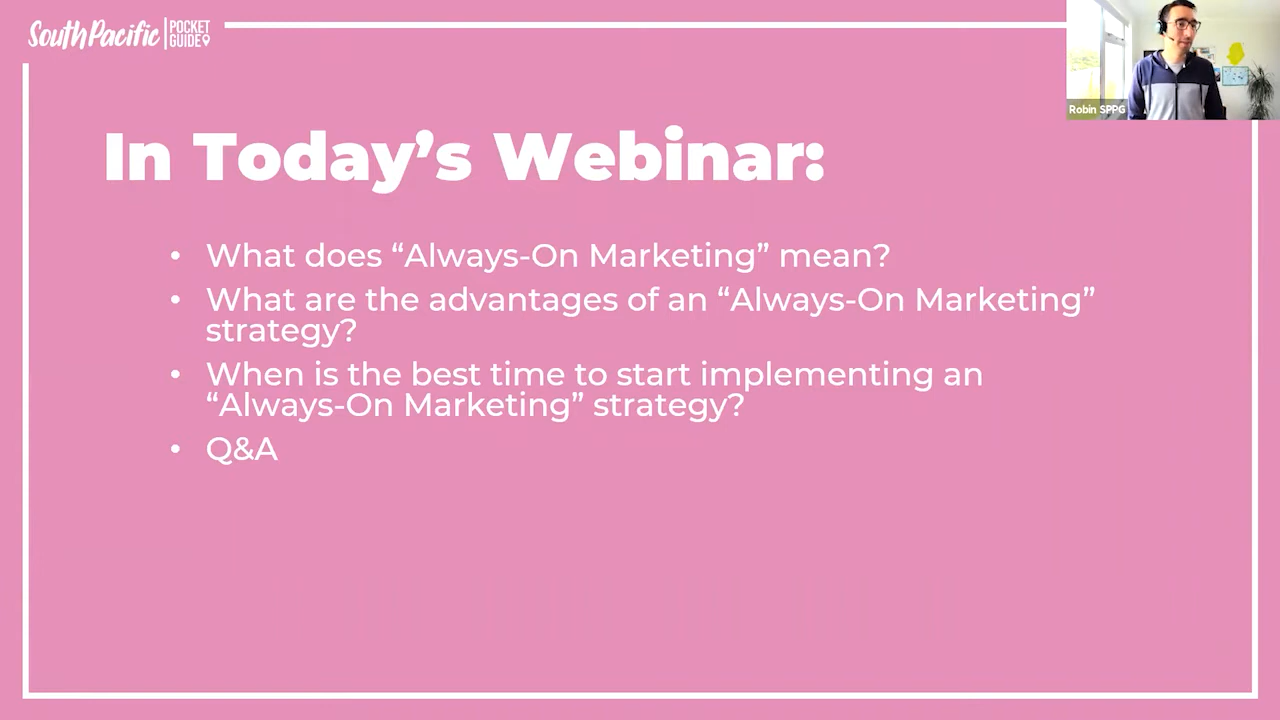 South Pacific POCKET GUIDE
Robin SPPG
In Today’s Webinar:
• What does “Always-On Marketing” mean?
• What are the advantages of an “Always-On Marketing”
strategy?
• When is the best time to start implementing an
“Always-On Marketing” strategy?
• Q&A